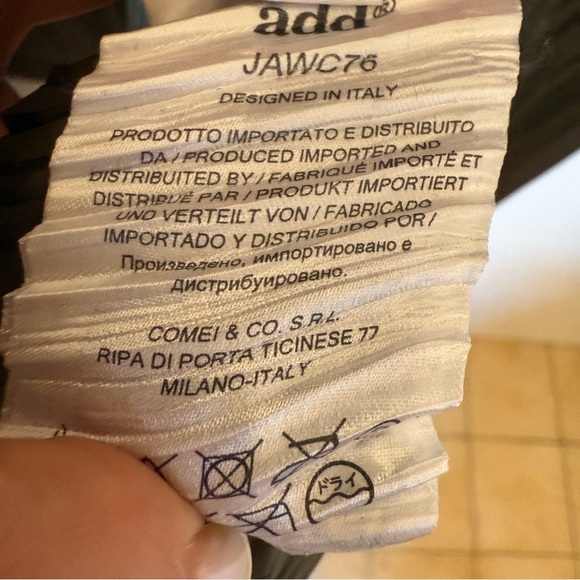 add®
JAWC76
DESIGNED IN ITALY
PRODOTTO IMPORTATO E DISTRIBUITO
DA / PRODUCED IMPORTED AND
DISTRIBUTED BY / FABRIQUÉ IMPORTÉ ET
DISTRIBUÉ PAR / PRODUKT IMPORTIERT
UND VERTEILT VON / FABRICADO
IMPORTADO Y DISTRIBUIDO POR /
Произведено, импортировано е
дистрибуировано.
COMEI & CO. S.R.L.
RIPA DI PORTA TICINESE 77
MILANO-ITALY
ドライ